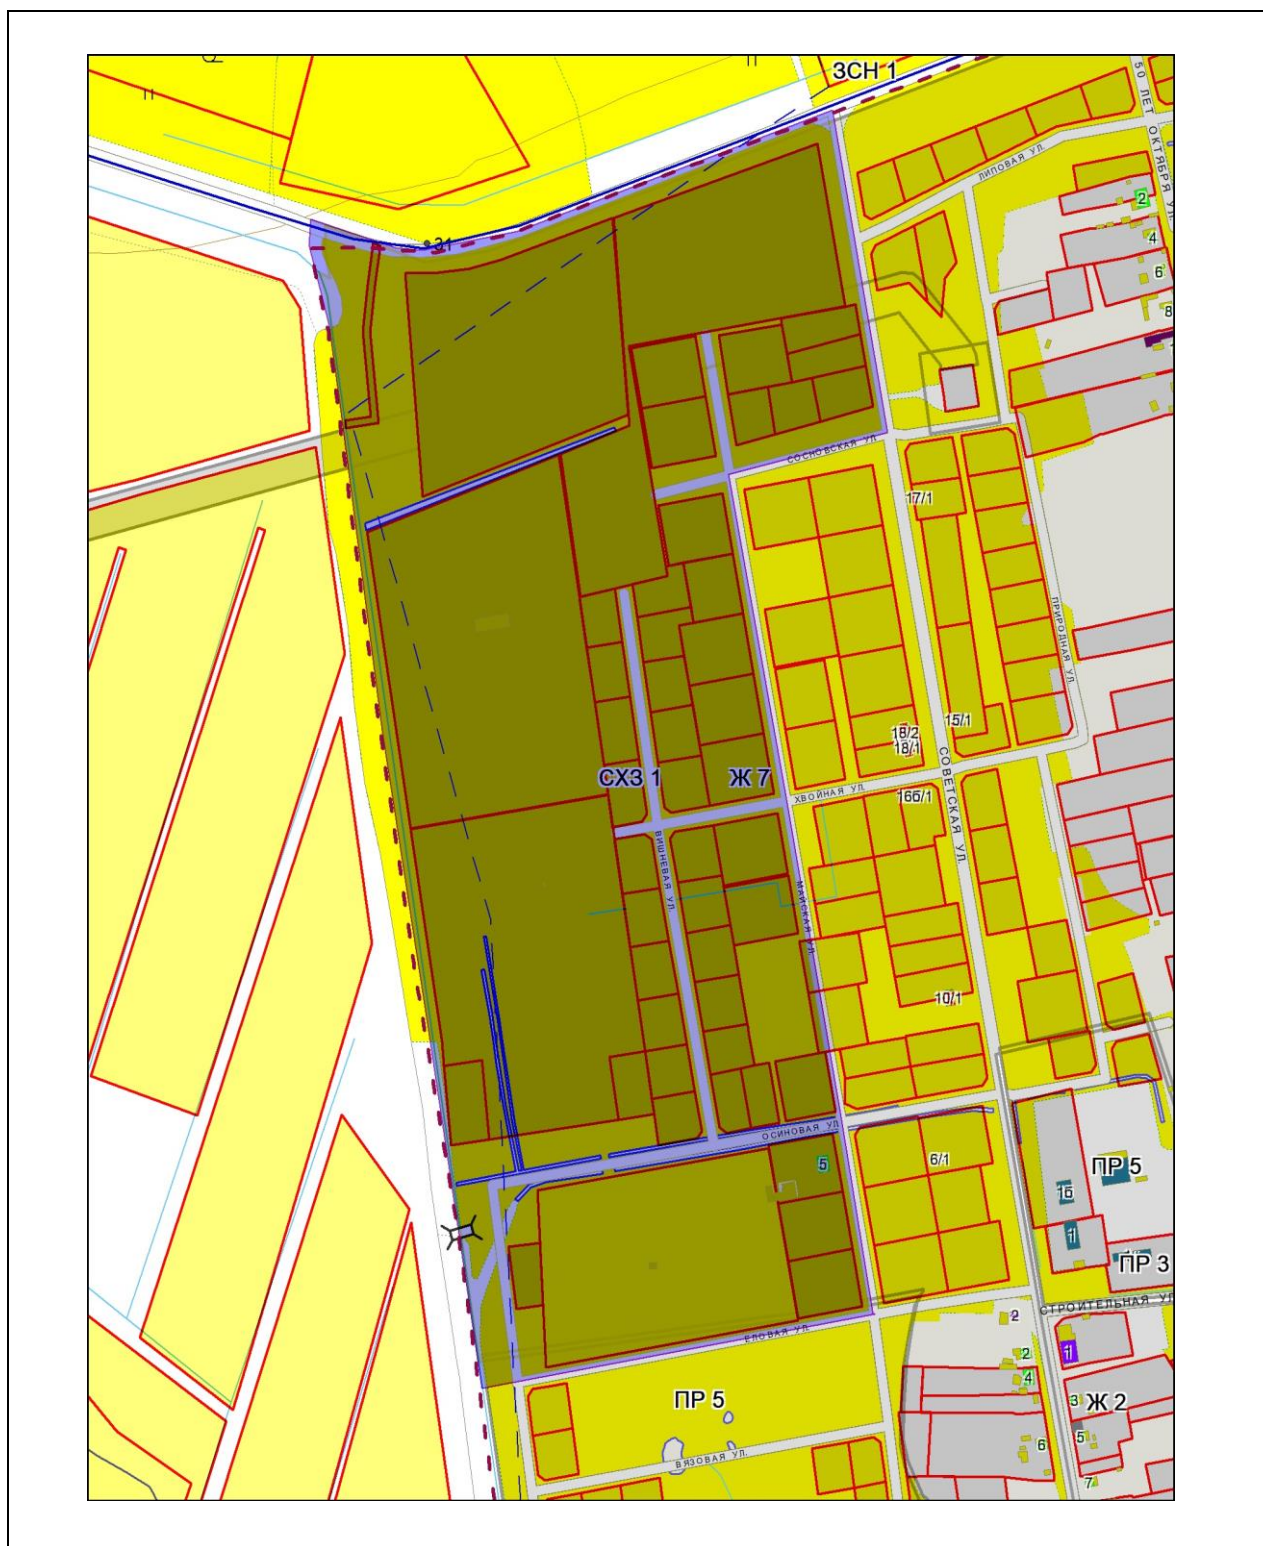 ЗСН 1
50 ЛЕТ ОКТЯБРЯ УЛ.
ЛИПОВАЯ УЛ.
2
4
31
6
8
СОСНОВСКАЯ УЛ.
17/1
ПРИРОДНАЯ УЛ.
15/1
18/2
18/1
СХЗ 1
Ж 7
СОВЕТСКАЯ УЛ.
ХВОЙНАЯ УЛ.
16б/1
ВИШНЕВАЯ УЛ.
МАЙСКАЯ УЛ.
10/1
ОСИНОВАЯ УЛ.
5
6/1
ПР 5
1б
1
ПР 3
СТРОИТЕЛЬНАЯ УЛ
2
ЕЛОВАЯ УЛ.
1
2
4
ПР 5
3
Ж 2
5
6
ВЯЗОВАЯ УЛ.
7